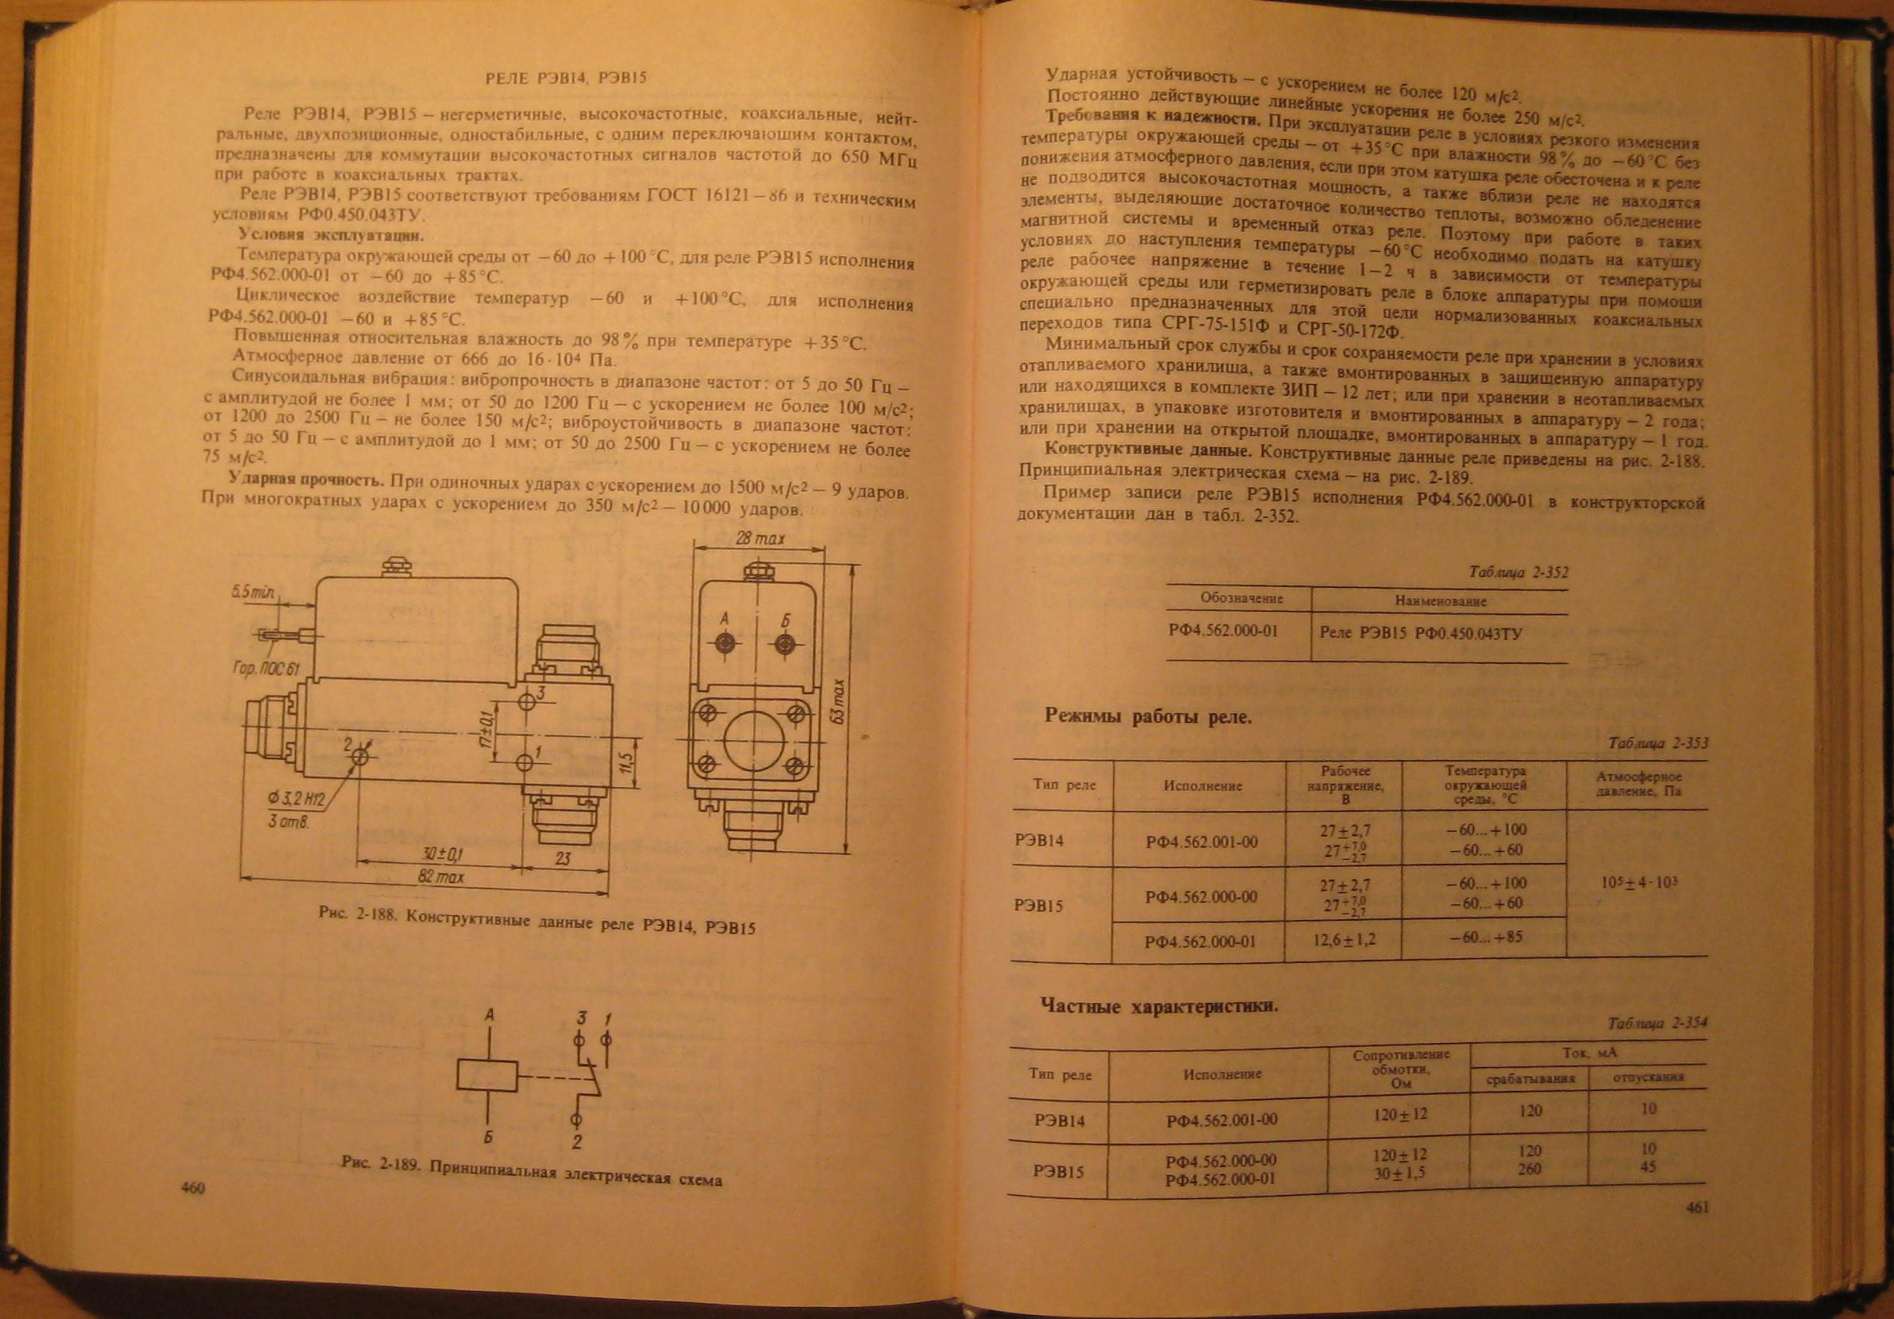 РЕЛЕ РЭВ14, РЭВ15
Реле РЭВ14, РЭВ15 – негерметичные, высокочастотные, коаксиальные, нейт-
ральные, двухпозиционные, одностабильные, с одним переключающим контактом,
предназначены для коммутации высокочастотных сигналов частотой до 650 МГц
при работе в коаксиальных трактах.
Реле РЭВ14, РЭВ15 соответствуют требованиям ГОСТ 16121 – 86 и техническим
условиям РФ0.450.043ТУ.
Условия эксплуатации.
Температура окружающей среды от –60 до +100 °С, для реле РЭВ15 исполнения
РФ4.562.000-01 от –60 до +85 °С.
Циклическое воздействие температур –60 и +100 °С, для исполнения
РФ4.562.000-01 –60 и +85 °С.
Повышенная относительная влажность до 98 % при температуре +35 °С.
Атмосферное давление от 666 до 16·10⁴ Па.
Синусоидальная вибрация: вибропрочность в диапазоне частот: от 5 до 50 Гц –
с амплитудой не более 1 мм; от 50 до 1200 Гц – с ускорением не более 100 м/с²;
от 1200 до 2500 Гц – не более 150 м/с²; виброустойчивость в диапазоне частот:
от 5 до 50 Гц – с амплитудой до 1 мм; от 50 до 2500 Гц – с ускорением не более
75 м/с².
Ударная прочность. При одиночных ударах с ускорением до 1500 м/с² – 9 ударов.
При многократных ударах с ускорением до 350 м/с² – 10 000 ударов.
28 max
5.5 min
А Б
Гор. ПОС 61
3
17±0,1
63 max
2
1
11,5
Ф 3,2 H12
3 отв.
30±0,1
23
82 max
Рис. 2-188. Конструктивные данные реле РЭВ14, РЭВ15
А 3 1
Б 2
Рис. 2-189. Принципиальная электрическая схема
460
Ударная устойчивость – с ускорением не более 120 м/с².
Постоянно действующие линейные ускорения не более 250 м/с².
Требования к надежности. При эксплуатации реле в условиях резкого изменения
температуры окружающей среды – от +35 °С при влажности 98 % до –60 °С без
понижения атмосферного давления, если при этом катушка реле обесточена и к реле
не подводится высокочастотная мощность, а также вблизи реле не находятся
элементы, выделяющие достаточное количество теплоты, возможно обледенение
магнитной системы и временный отказ реле. Поэтому при работе в таких
условиях до наступления температуры –60 °С необходимо подать на катушку
реле рабочее напряжение в течение 1–2 ч в зависимости от температуры
окружающей среды или герметизировать реле в блоке аппаратуры при помощи
специально предназначенных для этой цели нормализованных коаксиальных
переходов типа СРГ-75-151Ф и СРГ-50-172Ф.
Минимальный срок службы и срок сохраняемости реле при хранении в условиях
отапливаемого хранилища, а также вмонтированных в защищенную аппаратуру
или находящихся в комплекте ЗИП – 12 лет; или при хранении в неотапливаемых
хранилищах, в упаковке изготовителя и вмонтированных в аппаратуру – 2 года;
или при хранении на открытой площадке, вмонтированных в аппаратуру – 1 год.
Конструктивные данные. Конструктивные данные реле приведены на рис. 2-188.
Принципиальная электрическая схема – на рис. 2-189.
Пример записи реле РЭВ15 исполнения РФ4.562.000-01 в конструкторской
документации дан в табл. 2-352.
Таблица 2-352
Обозначение Наименование
РФ4.562.000-01 Реле РЭВ15 РФ0.450.043ТУ
Режимы работы реле.
Таблица 2-353
Тип реле Исполнение Рабочее напряжение, В Температура окружающей среды, °С Атмосферное давление, Па
РЭВ14 РФ4.562.001-00 27±2,7 –60...+100
27+7,0 –2,7 –60...+60
РЭВ15 РФ4.562.000-00 27±2,7 –60...+100 10⁵±4·10³
27+7,0 –2,7 –60...+60
РФ4.562.000-01 12,6±1,2 –60...+85
Частные характеристики.
Таблица 2-354
Тип реле Исполнение Сопротивление обмотки, Ом Ток, мА
срабатывания отпускания
РЭВ14 РФ4.562.001-00 120±12 120 10
РЭВ15 РФ4.562.000-00 120±12 120 10
РФ4.562.000-01 30±1,5 260 45
461